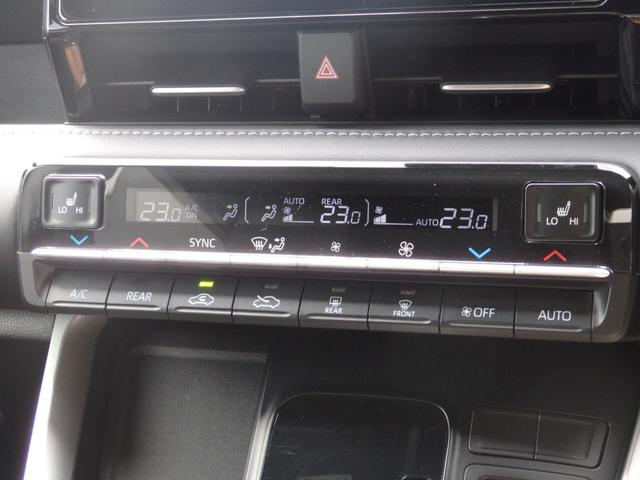 LO HI
23.0 A/C ON
AUTO
REAR 23.0
AUTO 23.0
LO HI
SYNC
A/C
REAR
REAR
FRONT
OFF
AUTO